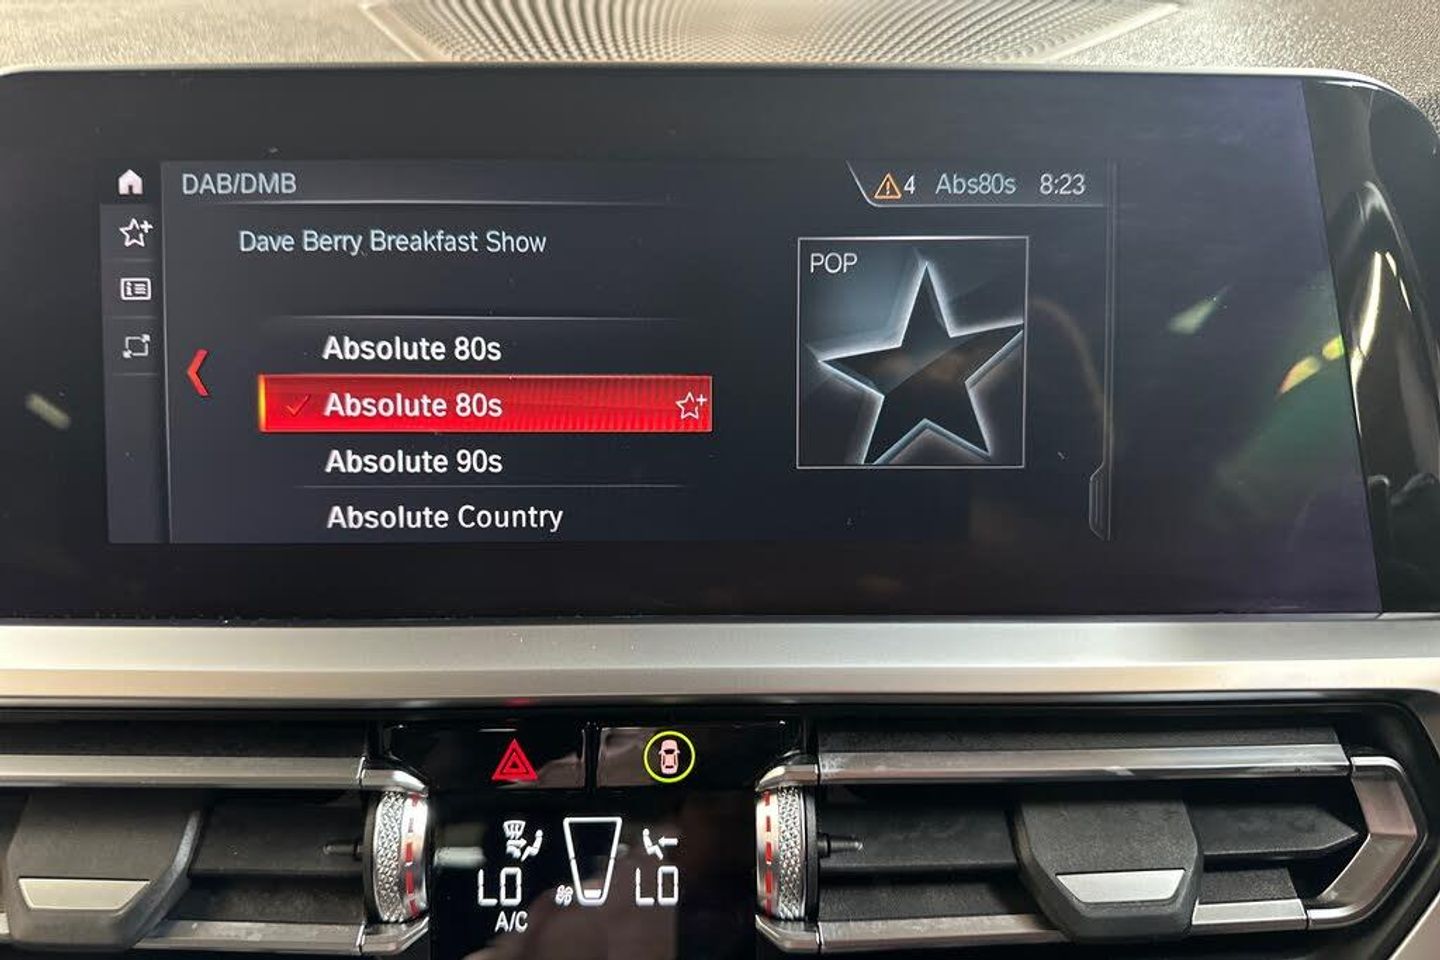 DAB/DMB
4 Abs80s 8:23
Dave Berry Breakfast Show
POP
Absolute 80s
Absolute 80s
Absolute 90s
Absolute Country
LO LO
A/C